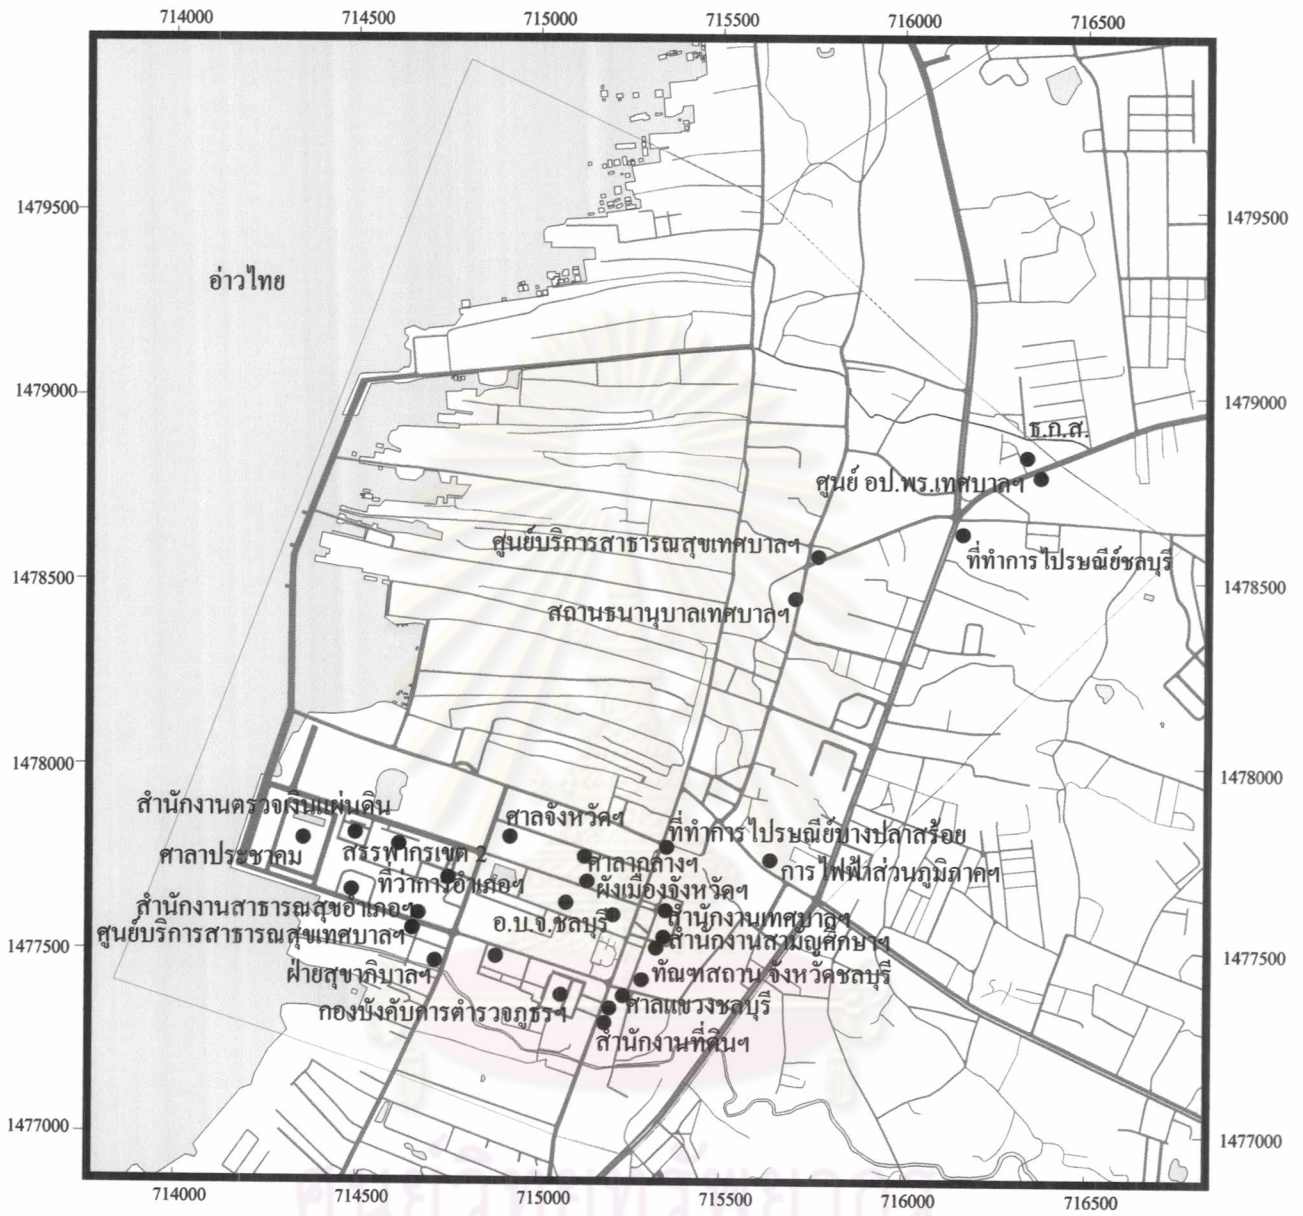 714000 714500 715000 715500 716000 716500
1479500 1479500
อ่าวไทย
1479000 1479000
ธ.ก.ส.
ศูนย์ อป.พร.เทศบาลฯ
ศูนย์บริการสาธารณสุขเทศบาลฯ
ที่ทำการไปรษณีย์ชลบุรี
1478500 1478500
สถานธนานุบาลเทศบาลฯ
1478000 1478000
สำนักงานตรวจเงินแผ่นดิน
ศาลจังหวัดฯ
ที่ทำการไปรษณีย์บางปลาสร้อย
ศาลาประชาคม
สรรพากรเขต 2
ศาลากลางฯ
การไฟฟ้าส่วนภูมิภาคฯ
ที่ว่าการอำเภอฯ
ผังเมืองจังหวัดฯ
สำนักงานสาธารณสุขอำเภอฯ
อ.บ.จ.ชลบุรี
สำนักงานเทศบาลฯ
ศูนย์บริการสาธารณสุขเทศบาลฯ
สำนักงานสามัญศึกษาฯ
1477500 1477500
ฝ่ายสุขาภิบาลฯ
ทัณฑสถาน จังหวัดชลบุรี
กองบังคับการตำรวจภูธรฯ
ศาลแขวงชลบุรี
สำนักงานที่ดินฯ
1477000 1477000
ศูนย์วิทยทรัพยากร
714000 714500 715000 715500 716000 716500